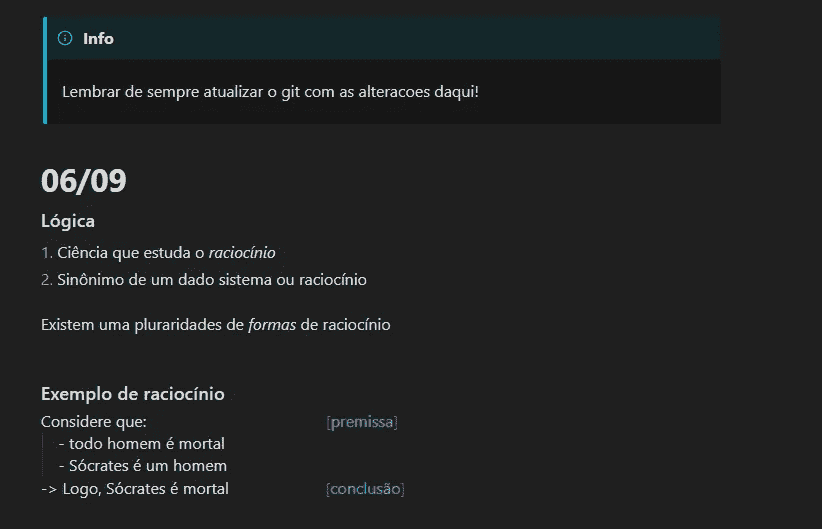 Info
Lembrar de sempre atualizar o git com as alteracoes daqui!
06/09
Lógica
1. Ciência que estuda o raciocínio
2. Sinônimo de um dado sistema ou raciocínio
Existem uma pluraridades de formas de raciocínio
Exemplo de raciocínio
Considere que: [premissa]
- todo homem é mortal
- Sócrates é um homem
-> Logo, Sócrates é mortal [conclusão]